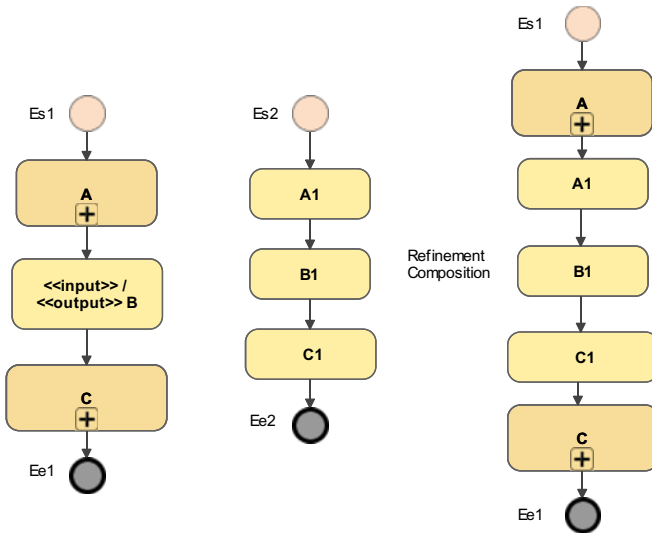 Es1
A
<<input>> /
<<output>> B
C
Ee1
Es2
A1
B1
C1
Ee2
Refinement
Composition
Es1
A
A1
B1
C1
C
Ee1